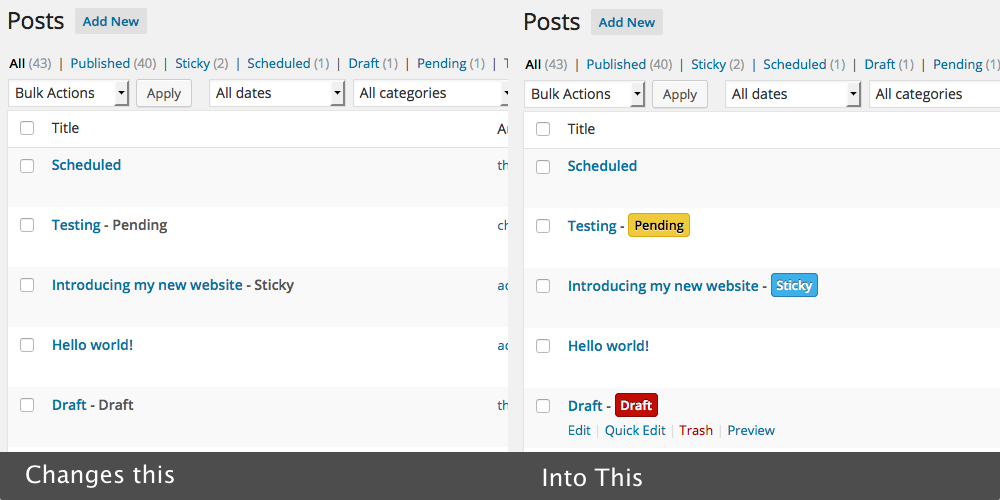 Posts Add New
All (43) | Published (40) | Sticky (2) | Scheduled (1) | Draft (1) | Pending (1) | T
Bulk Actions Apply All dates All categories
Title
Scheduled th
Testing - Pending ch
Introducing my new website - Sticky
Hello world!
Draft - Draft th
Changes this
Posts Add New
All (43) | Published (40) | Sticky (2) | Scheduled (1) | Draft (1) | Pending (1)
Bulk Actions Apply All dates All categories
Title
Scheduled
Testing - Pending
Introducing my new website - Sticky
Hello world!
Draft - Draft
Edit | Quick Edit | Trash | Preview
Into This